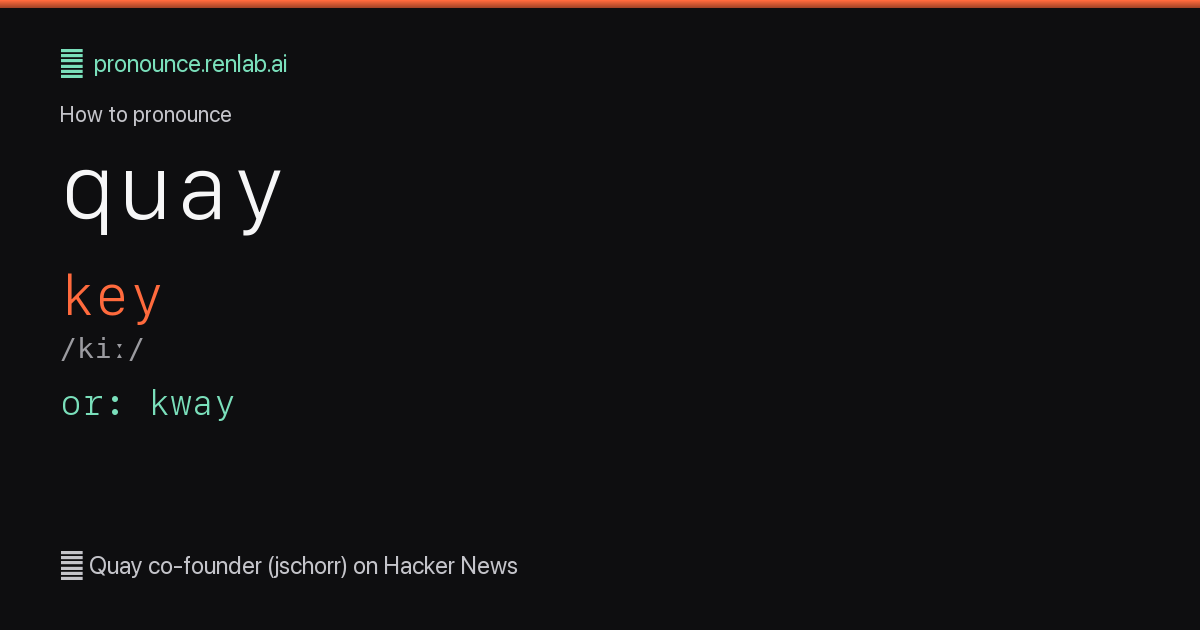 pronounce.renlab.ai
How to pronounce
quay
key
/kiː/
or: kway
Quay co-founder (jschorr) on Hacker News